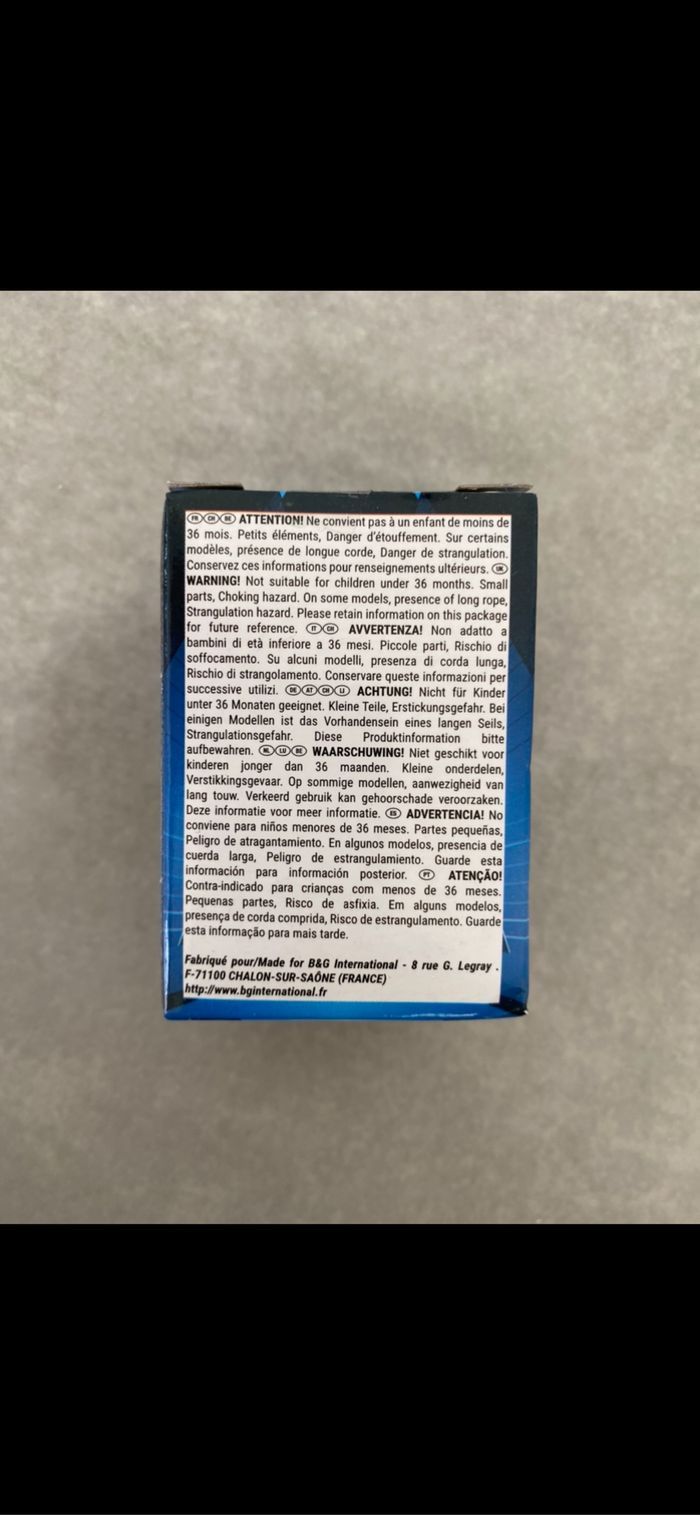 FR CH BE ATTENTION! Ne convient pas à un enfant de moins de
36 mois. Petits éléments, Danger d'étouffement. Sur certains
modèles, présence de longue corde, Danger de strangulation.
Conservez ces informations pour renseignements ultérieurs. UK
WARNING! Not suitable for children under 36 months. Small
parts, Choking hazard. On some models, presence of long rope,
Strangulation hazard. Please retain information on this package
for future reference. IT CH AVVERTENZA! Non adatto a
bambini di età inferiore a 36 mesi. Piccole parti, Rischio di
soffocamento. Su alcuni modelli, presenza di corda lunga,
Rischio di strangolamento. Conservare queste informazioni per
successive utilizi. DE AT CH LI ACHTUNG! Nicht für Kinder
unter 36 Monaten geeignet. Kleine Teile, Erstickungsgefahr. Bei
einigen Modellen ist das Vorhandensein eines langen Seils,
Strangulationsgefahr. Diese Produktinformation bitte
aufbewahren. NL LU BE WAARSCHUWING! Niet geschikt voor
kinderen jonger dan 36 maanden. Kleine onderdelen,
Verstikkingsgevaar. Op sommige modellen, aanwezigheid van
lang touw. Verkeerd gebruik kan gehoorschade veroorzaken.
Deze informatie voor meer informatie. ES ADVERTENCIA! No
conviene para niños menores de 36 meses. Partes pequeñas,
Peligro de atragantamiento. En algunos modelos, presencia de
cuerda larga, Peligro de estrangulamiento. Guarde esta
información para información posterior. PT ATENÇÃO!
Contra-indicado para crianças com menos de 36 meses.
Pequenas partes, Risco de asfixia. Em alguns modelos,
presença de corda comprida, Risco de estrangulamento. Guarde
esta informação para mais tarde.
Fabriqué pour/Made for B&G International - 8 rue G. Legray .
F-71100 CHALON-SUR-SAÔNE (FRANCE)
http://www.bginternational.fr